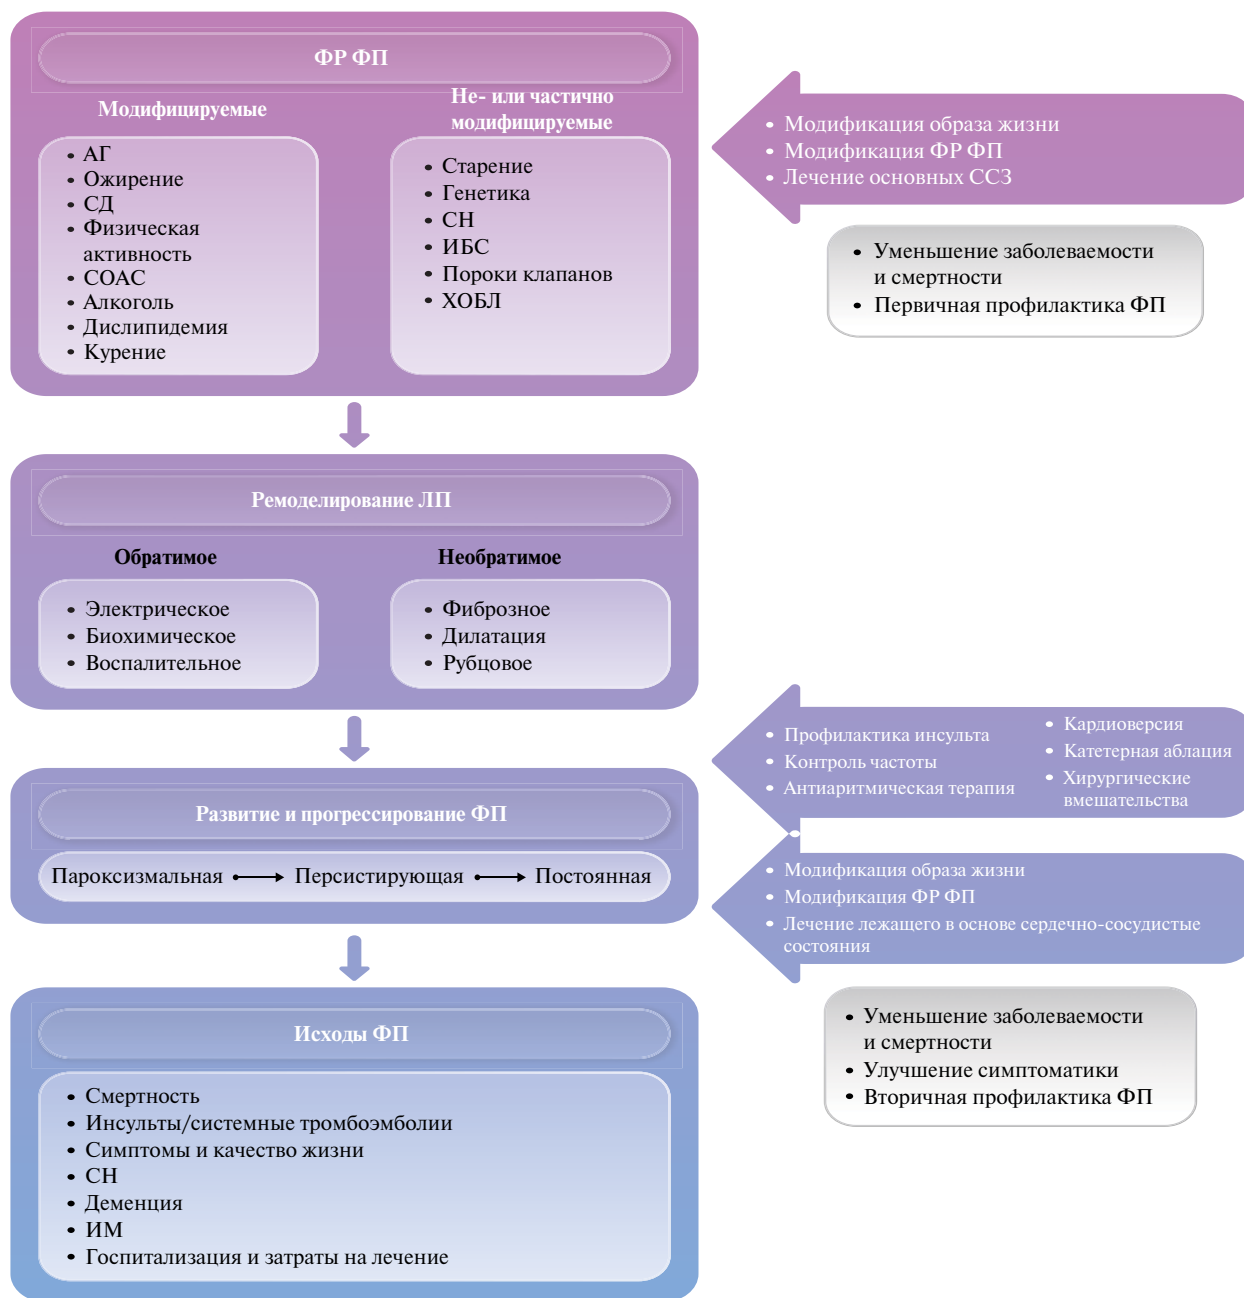 ФР ФП
Модифицируемые
• АГ
• Ожирение
• СД
• Физическая
активность
• СОАС
• Алкоголь
• Дислипидемия
• Курение
Не- или частично
модифицируемые
• Старение
• Генетика
• СН
• ИБС
• Пороки клапанов
• ХОБЛ
• Модификация образа жизни
• Модификация ФР ФП
• Лечение основных ССЗ
• Уменьшение заболеваемости
и смертности
• Первичная профилактика ФП
Ремоделирование ЛП
Обратимое
• Электрическое
• Биохимическое
• Воспалительное
Необратимое
• Фиброзное
• Дилатация
• Рубцовое
• Профилактика инсульта
• Контроль частоты
• Антиаритмическая терапия
• Кардиоверсия
• Катетерная аблация
• Хирургические
вмешательства
Развитие и прогрессирование ФП
Пароксизмальная Персистирующая Постоянная
• Модификация образа жизни
• Модификация ФР ФП
• Лечение лежащего в основе сердечно-сосудистые
состояния
Исходы ФП
• Смертность
• Инсульты/системные тромбоэмболии
• Симптомы и качество жизни
• СН
• Деменция
• ИМ
• Госпитализация и затраты на лечение
• Уменьшение заболеваемости
и смертности
• Улучшение симптоматики
• Вторичная профилактика ФП